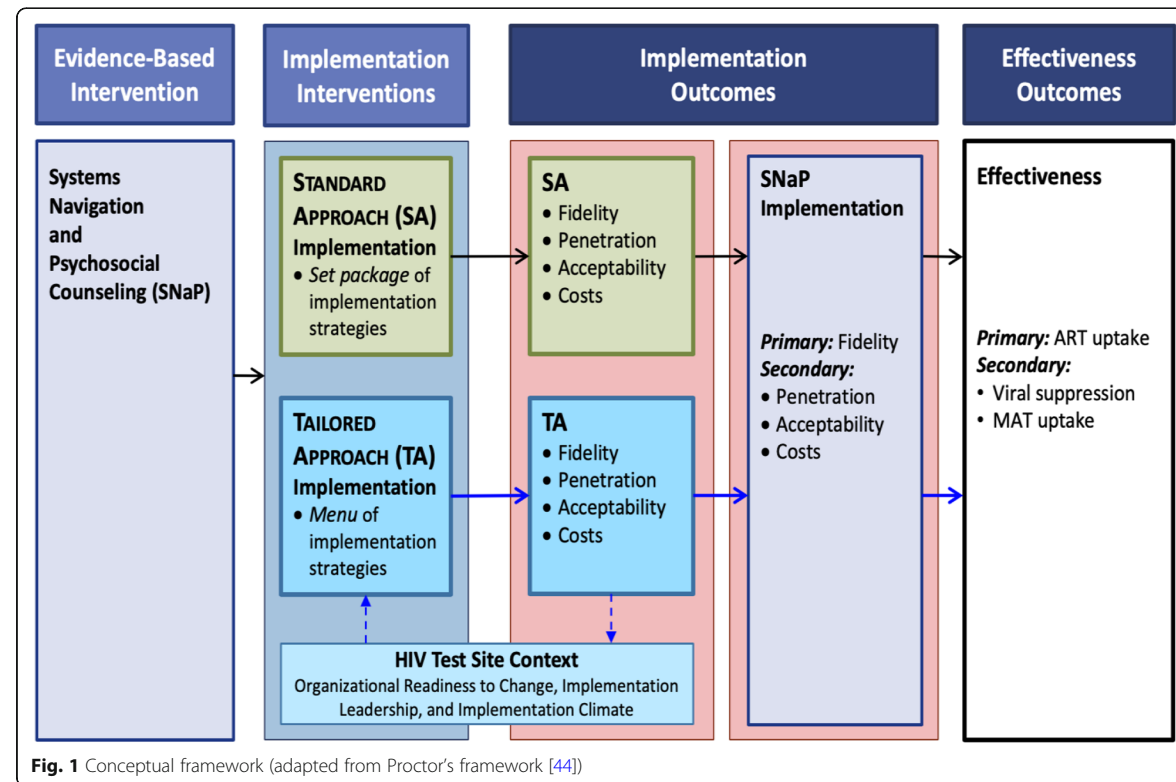 Evidence-Based
Intervention
Implementation
Interventions
Implementation
Outcomes
Effectiveness
Outcomes
Systems
Navigation
and
Psychosocial
Counseling (SNaP)
STANDARD
APPROACH (SA)
Implementation
• Set package of
implementation
strategies
SA
• Fidelity
• Penetration
• Acceptability
• Costs
TAILORED
APPROACH (TA)
Implementation
• Menu of
implementation
strategies
TA
• Fidelity
• Penetration
• Acceptability
• Costs
HIV Test Site Context
Organizational Readiness to Change, Implementation
Leadership, and Implementation Climate
SNaP
Implementation
Primary: Fidelity
Secondary:
• Penetration
• Acceptability
• Costs
Effectiveness
Primary: ART uptake
Secondary:
• Viral suppression
• MAT uptake
Fig. 1 Conceptual framework (adapted from Proctor's framework [44])